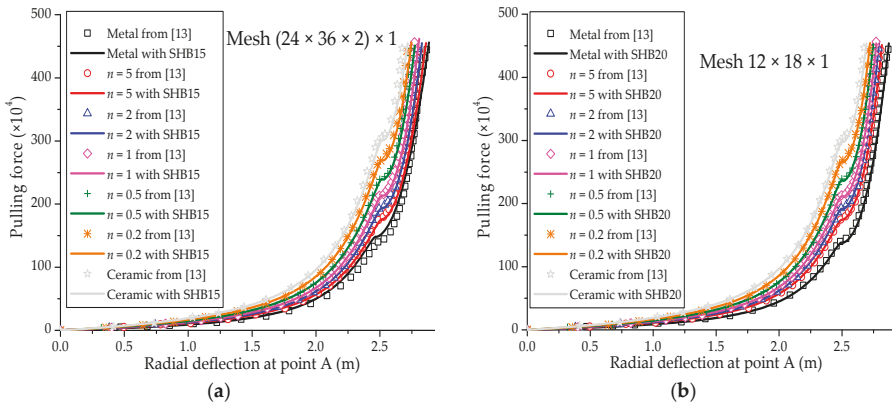 Mesh (24 × 36 × 2) × 1
Pulling force (×10⁴)
500
400
300
200
100
0
Metal from [13]
Metal with SHB15
n = 5 from [13]
n = 5 with SHB15
n = 2 from [13]
n = 2 with SHB15
n = 1 from [13]
n = 1 with SHB15
n = 0.5 from [13]
n = 0.5 with SHB15
n = 0.2 from [13]
n = 0.2 with SHB15
Ceramic from [13]
Ceramic with SHB15
0.0 0.5 1.0 1.5 2.0 2.5
Radial deflection at point A (m)
(a)
Mesh 12 × 18 × 1
Pulling force (×10⁴)
500
400
300
200
100
0
Metal from [13]
Metal with SHB20
n = 5 from [13]
n = 5 with SHB20
n = 2 from [13]
n = 2 with SHB20
n = 1 from [13]
n = 1 with SHB20
n = 0.5 from [13]
n = 0.5 with SHB20
n = 0.2 from [13]
n = 0.2 with SHB20
Ceramic from [13]
Ceramic with SHB20
0.0 0.5 1.0 1.5 2.0 2.5
Radial deflection at point A (m)
(b)